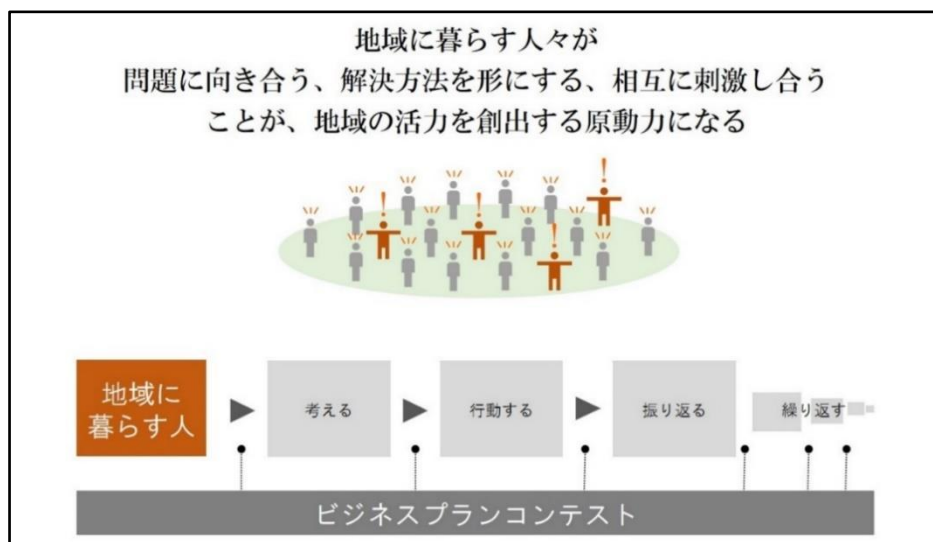 地域に暮らす人々が
問題に向き合う、解決方法を形にする、相互に刺激し合う
ことが、地域の活力を創出する原動力になる
地域に
暮らす人
考える
行動する
振り返る
繰り返す
ビジネスプランコンテスト